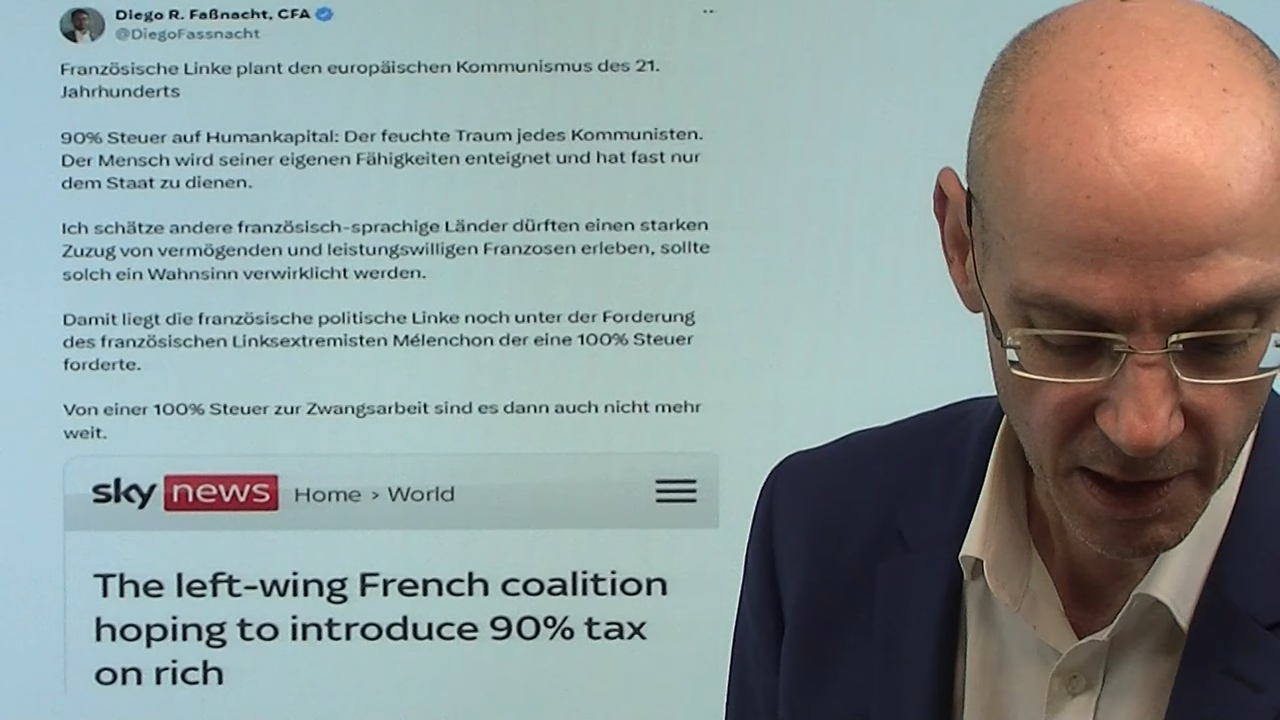 Diego R. Faßnacht, CFA
@DiegoFassnacht
Französische Linke plant den europäischen Kommunismus des 21.
Jahrhunderts
90% Steuer auf Humankapital: Der feuchte Traum jedes Kommunisten.
Der Mensch wird seiner eigenen Fähigkeiten enteignet und hat fast nur
dem Staat zu dienen.
Ich schätze andere französisch-sprachige Länder dürften einen starken
Zuzug von vermögenden und leistungswilligen Franzosen erleben, sollte
solch ein Wahnsinn verwirklicht werden.
Damit liegt die französische politische Linke noch unter der Forderung
des französischen Linksextremisten Mélenchon der eine 100% Steuer
forderte.
Von einer 100% Steuer zur Zwangsarbeit sind es dann auch nicht mehr
weit.
sky news Home > World
The left-wing French coalition
hoping to introduce 90% tax
on rich